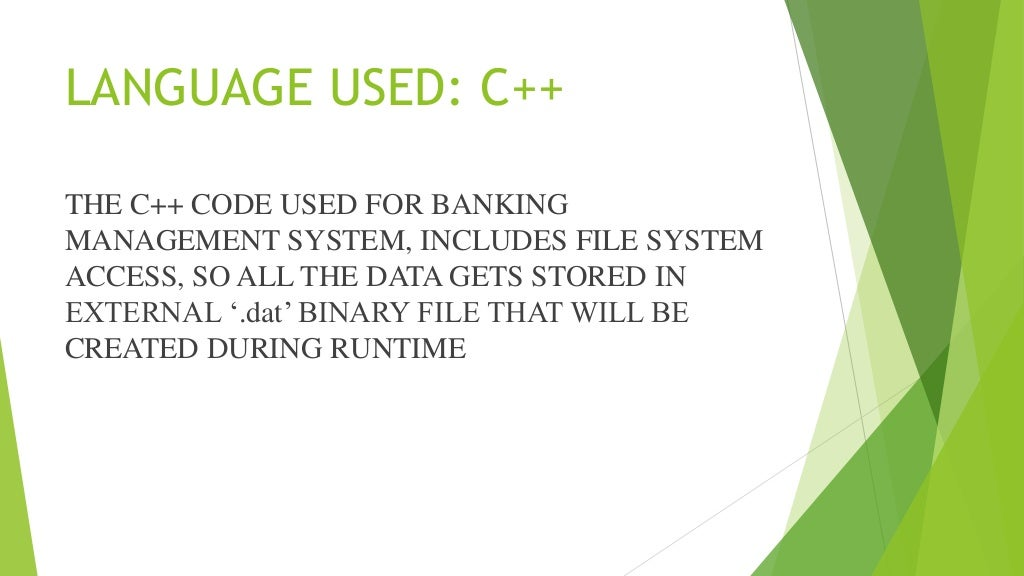 LANGUAGE USED: C++
THE C++ CODE USED FOR BANKING
MANAGEMENT SYSTEM, INCLUDES FILE SYSTEM
ACCESS, SO ALL THE DATA GETS STORED IN
EXTERNAL ‘.dat’ BINARY FILE THAT WILL BE
CREATED DURING RUNTIME